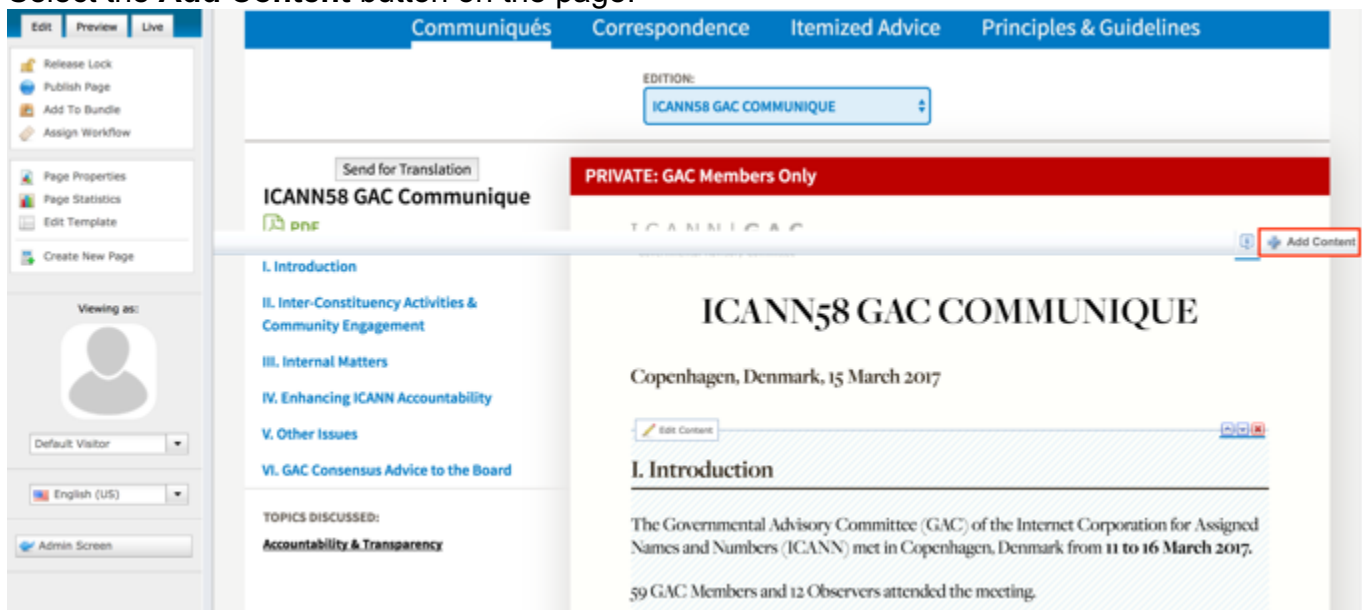 Select the Add Content button on the page.
Edit Preview Live
Release Lock
Publish Page
Add To Bundle
Assign Workflow
Page Properties
Page Statistics
Edit Template
Create New Page
Viewing as:
Default Visitor
English (US)
Admin Screen
Communiqués Correspondence Itemized Advice Principles & Guidelines
EDITION:
ICANN58 GAC COMMUNIQUE
Send for Translation
ICANN58 GAC Communique
PDF
I. Introduction
II. Inter-Constituency Activities &
Community Engagement
III. Internal Matters
IV. Enhancing ICANN Accountability
V. Other Issues
VI. GAC Consensus Advice to the Board
TOPICS DISCUSSED:
Accountability & Transparency
PRIVATE: GAC Members Only
ICANN | GAC
Add Content
ICANN58 GAC COMMUNIQUE
Copenhagen, Denmark, 15 March 2017
Edit Content
I. Introduction
The Governmental Advisory Committee (GAC) of the Internet Corporation for Assigned
Names and Numbers (ICANN) met in Copenhagen, Denmark from 11 to 16 March 2017.
59 GAC Members and 12 Observers attended the meeting.